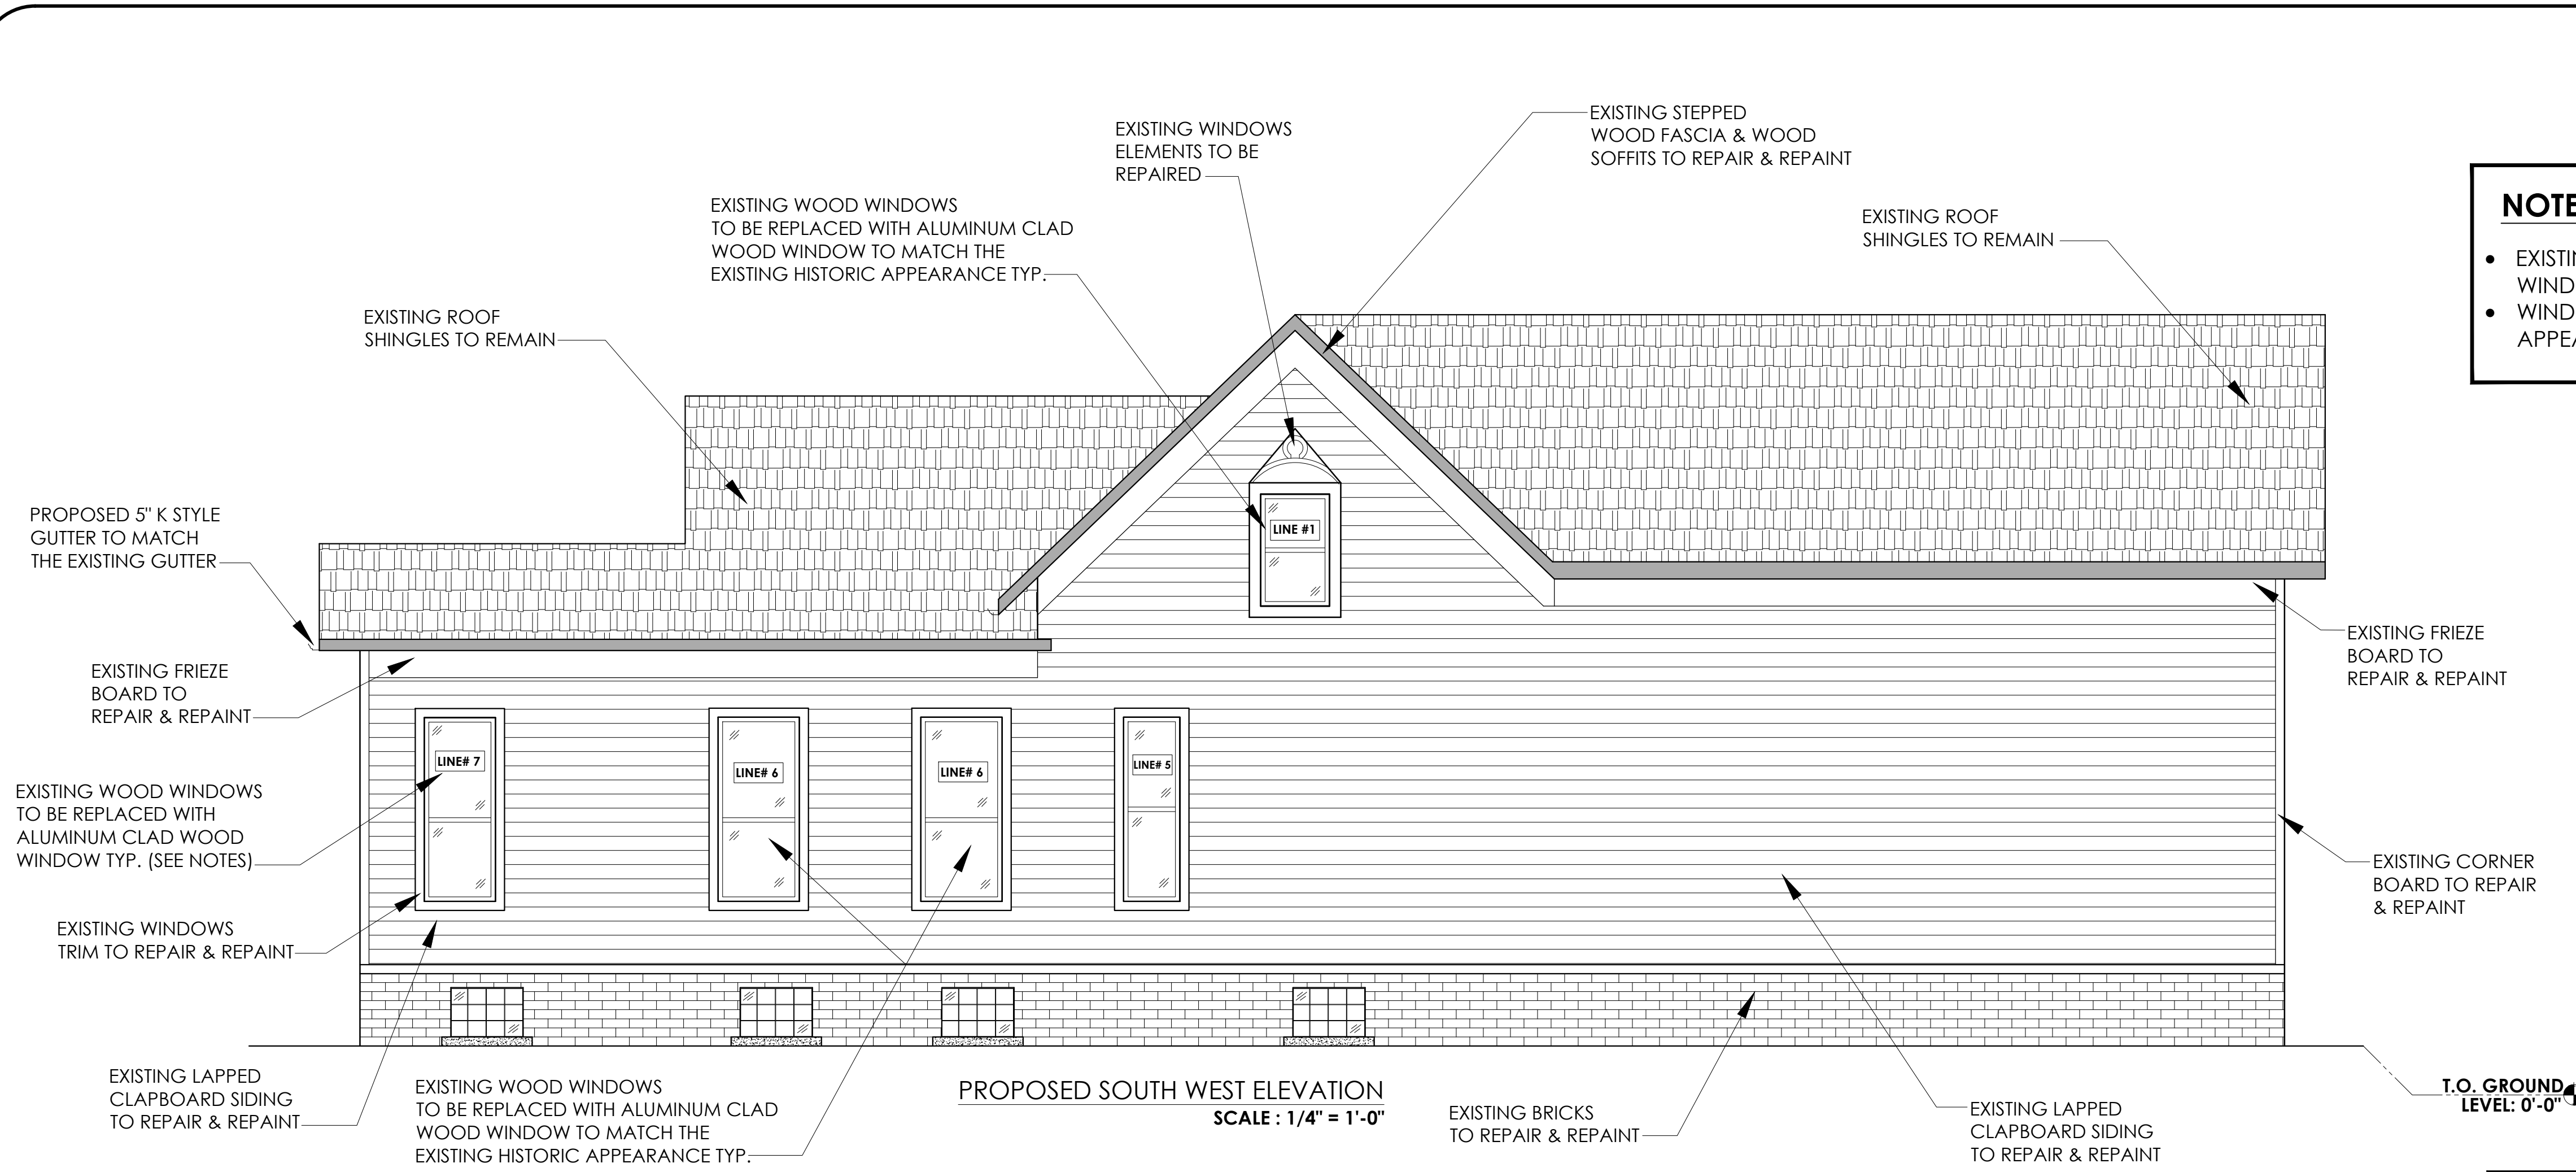 EXISTING STEPPED
WOOD FASCIA & WOOD
SOFFITS TO REPAIR & REPAINT
EXISTING WINDOWS
ELEMENTS TO BE
REPAIRED
EXISTING WOOD WINDOWS
TO BE REPLACED WITH ALUMINUM CLAD
WOOD WINDOW TO MATCH THE
EXISTING HISTORIC APPEARANCE TYP.
EXISTING ROOF
SHINGLES TO REMAIN
NOTE
• EXISTIN
WIND
• WIND
APPEA
EXISTING ROOF
SHINGLES TO REMAIN
PROPOSED 5" K STYLE
GUTTER TO MATCH
THE EXISTING GUTTER
LINE #1
EXISTING FRIEZE
BOARD TO
REPAIR & REPAINT
EXISTING FRIEZE
BOARD TO
REPAIR & REPAINT
LINE# 7
LINE# 6
LINE# 6
LINE# 5
EXISTING WOOD WINDOWS
TO BE REPLACED WITH
ALUMINUM CLAD WOOD
WINDOW TYP. (SEE NOTES)
EXISTING CORNER
BOARD TO REPAIR
& REPAINT
EXISTING WINDOWS
TRIM TO REPAIR & REPAINT
EXISTING LAPPED
CLAPBOARD SIDING
TO REPAIR & REPAINT
EXISTING WOOD WINDOWS
TO BE REPLACED WITH ALUMINUM CLAD
WOOD WINDOW TO MATCH THE
EXISTING HISTORIC APPEARANCE TYP.
PROPOSED SOUTH WEST ELEVATION
SCALE : 1/4" = 1'-0"
EXISTING BRICKS
TO REPAIR & REPAINT
EXISTING LAPPED
CLAPBOARD SIDING
TO REPAIR & REPAINT
T.O. GROUND
LEVEL: 0'-0"